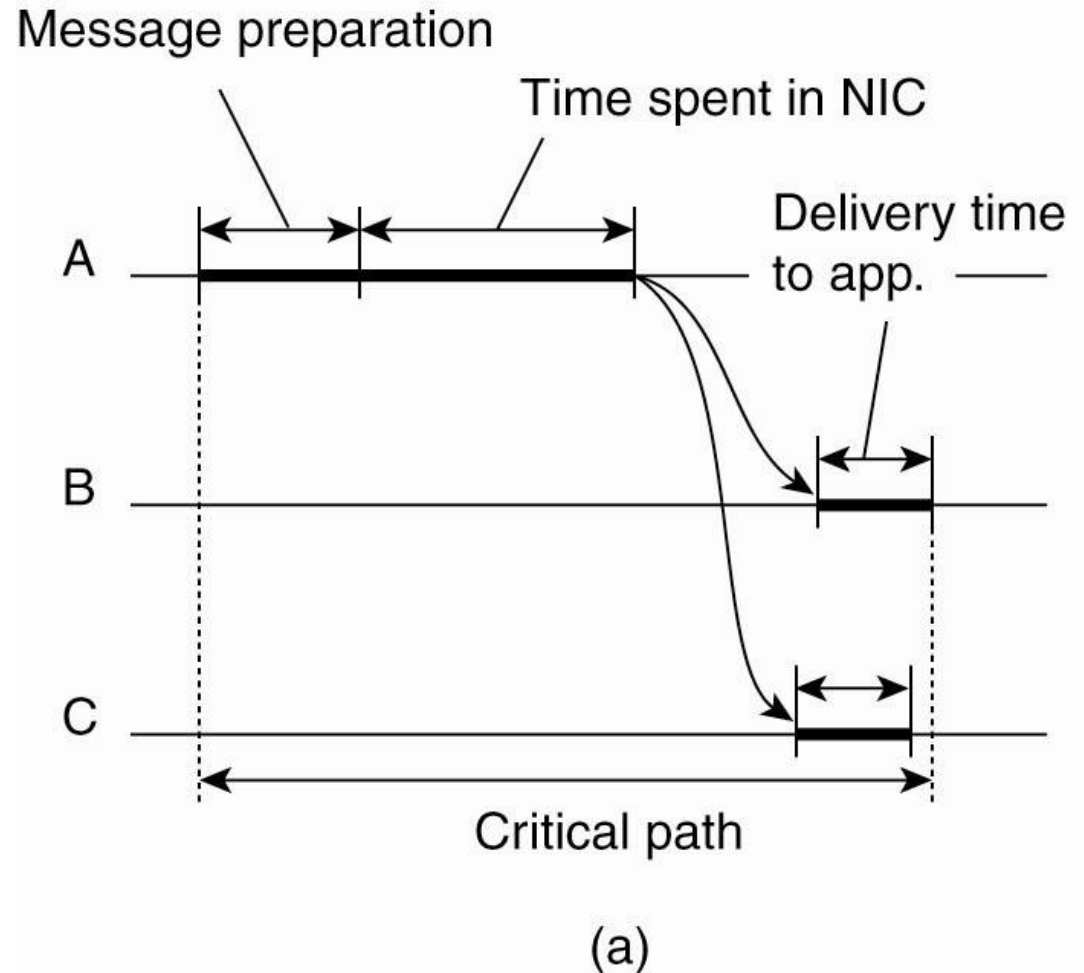 Message preparation
Time spent in NIC
Delivery time
to app.
A
B
C
Critical path
(a)